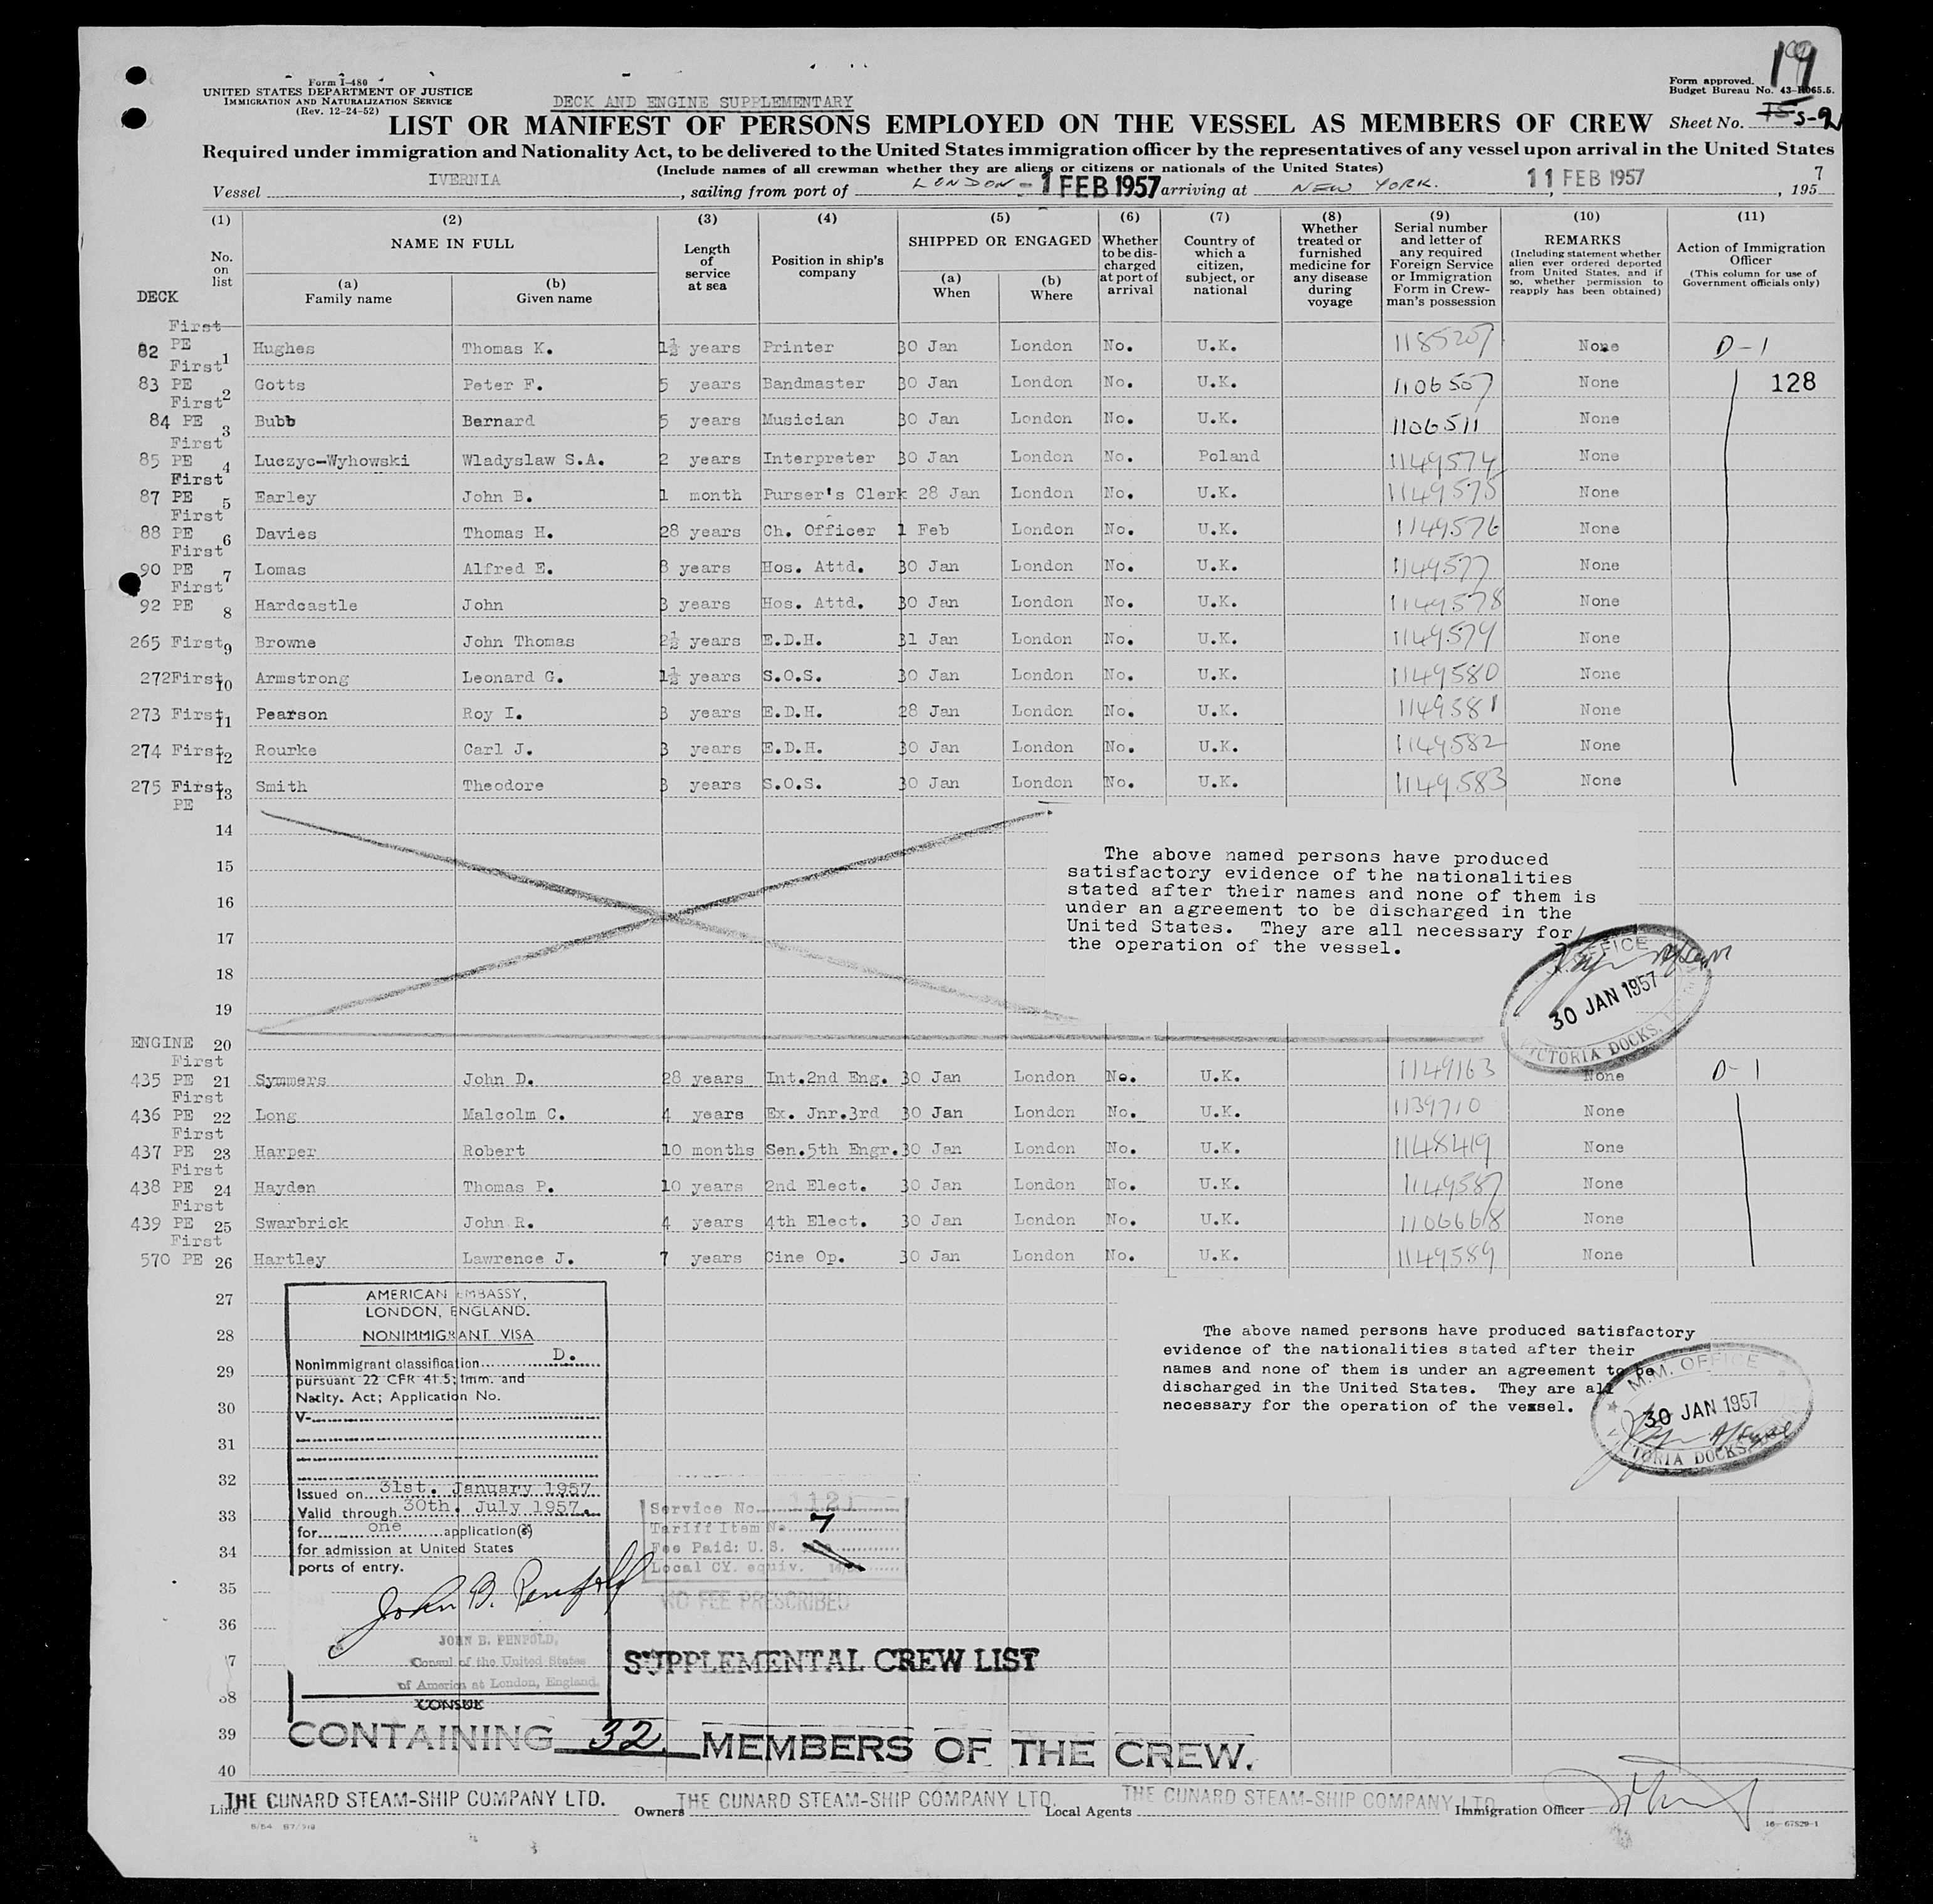 19
Form I-480
UNITED STATES DEPARTMENT OF JUSTICE
IMMIGRATION AND NATURALIZATION SERVICE
(Rev. 12-24-52)
Form approved.
Budget Bureau No. 43-R065.5.
DECK AND ENGINE SUPPLEMENTARY
LIST OR MANIFEST OF PERSONS EMPLOYED ON THE VESSEL AS MEMBERS OF CREW Sheet No. S-2
Required under immigration and Nationality Act, to be delivered to the United States immigration officer by the representatives of any vessel upon arrival in the United States
(Include names of all crewman whether they are aliens or citizens or nationals of the United States)
Vessel IVERNIA, sailing from port of LONDON - 1 FEB 1957 arriving at NEW YORK. 11 FEB 1957, 1957
(1) (2) (3) (4) (5) (6) (7) (8) (9) (10) (11)
No. on list
NAME IN FULL
(a) Family name
(b) Given name
Length of service at sea
Position in ship's company
SHIPPED OR ENGAGED
(a) When
(b) Where
Whether to be discharged at port of arrival
Country of which a citizen, subject, or national
Whether treated or furnished medicine for any disease during voyage
Serial number and letter of any required Foreign Service or Immigration Form in Crewman's possession
REMARKS
(Including statement whether alien ever ordered deported from United States, and if so, whether permission to reapply has been obtained)
Action of Immigration Officer
(This column for use of Government officials only)
DECK
First
82 PE 1 Hughes Thomas K. 1½ years Printer 30 Jan London No. U.K. 1185207 None D-1
First
83 PE 2 Gotts Peter F. 5 years Bandmaster 30 Jan London No. U.K. 1106507 None 128
First
84 PE 3 Bubb Bernard 5 years Musician 30 Jan London No. U.K. 1106511 None
First
85 PE 4 Luczyc-Wyhowski Wladyslaw S.A. 2 years Interpreter 30 Jan London No. Poland 1149574 None
First
87 PE 5 Earley John B. 1 month Purser's Clerk 28 Jan London No. U.K. 1149575 None
First
88 PE 6 Davies Thomas H. 28 years Ch. Officer 1 Feb London No. U.K. 1149576 None
First
90 PE 7 Lomas Alfred E. 8 years Hos. Attd. 30 Jan London No. U.K. 1149577 None
First
92 PE 8 Hardcastle John 3 years Hos. Attd. 30 Jan London No. U.K. 1149578 None
265 First 9 Browne John Thomas 2½ years E.D.H. 31 Jan London No. U.K. 1149579 None
272 First 10 Armstrong Leonard G. 1½ years S.O.S. 30 Jan London No. U.K. 1149580 None
273 First 11 Pearson Roy I. 3 years E.D.H. 28 Jan London No. U.K. 1149581 None
274 First 12 Rourke Carl J. 3 years E.D.H. 30 Jan London No. U.K. 1149582 None
275 First 13 Smith Theodore 3 years S.O.S. 30 Jan London No. U.K. 1149583 None
PE
14
15
16
17
18
19
The above named persons have produced
satisfactory evidence of the nationalities
stated after their names and none of them is
under an agreement to be discharged in the
United States. They are all necessary for
the operation of the vessel.
OFFICE
30 JAN 1957
VICTORIA DOCKS
ENGINE 20
First
435 PE 21 Symmers John D. 28 years Int.2nd Eng. 30 Jan London No. U.K. 1149163 None D-1
First
436 PE 22 Long Malcolm C. 4 years Ex. Jnr.3rd 30 Jan London No. U.K. 1139710 None
First
437 PE 23 Harper Robert 10 months Sen.5th Engr. 30 Jan London No. U.K. 1148419 None
First
438 PE 24 Hayden Thomas P. 10 years 2nd Elect. 30 Jan London No. U.K. 1149587 None
First
439 PE 25 Swarbrick John R. 4 years 4th Elect. 30 Jan London No. U.K. 1106668 None
First
570 PE 26 Hartley Lawrence J. 7 years Cine Op. 30 Jan London No. U.K. 1149589 None
27
28
29
30
31
32
33
34
35
36
7
38
39
40
AMERICAN EMBASSY,
LONDON, ENGLAND.
NONIMMIGRANT VISA
Nonimmigrant classification D.
pursuant 22 CFR 41.5; Imm. and
Natlty. Act; Application No.
V-
Issued on 31st. January 1957
Valid through 30th. July 1957.
for one application(s)
for admission at United States
ports of entry.
John B. Penfold
JOHN B. PENFOLD,
Consul of the United States
of America at London, England.
CONSUL
The above named persons have produced satisfactory
evidence of the nationalities stated after their
names and none of them is under an agreement to be
discharged in the United States. They are all
necessary for the operation of the vessel.
M.M. OFFICE
30 JAN 1957
VICTORIA DOCKS
Service No. 1121
Tariff Item No. 7
Fee Paid: U.S.
Local CY. equiv.
NO FEE PRESCRIBED
SUPPLEMENTAL CREW LIST
CONTAINING 32 MEMBERS OF THE CREW.
Line THE CUNARD STEAM-SHIP COMPANY LTD. Owners THE CUNARD STEAM-SHIP COMPANY LTD. Local Agents THE CUNARD STEAM-SHIP COMPANY LTD Immigration Officer
16-67529-1